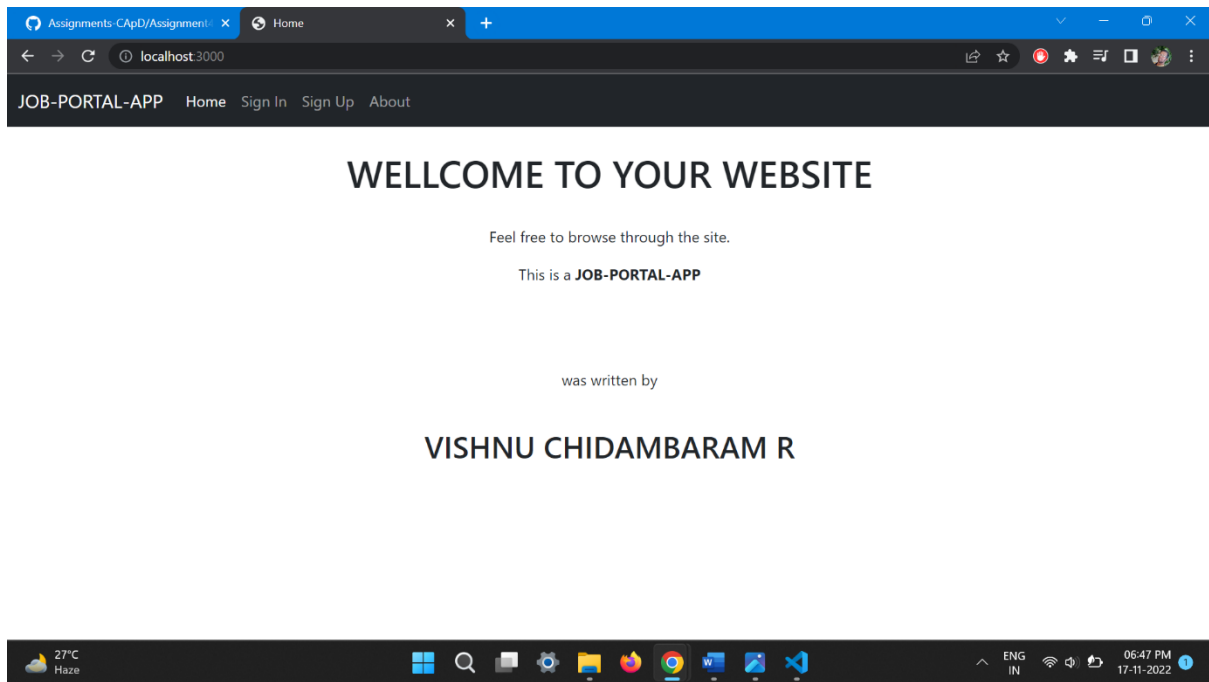 Assignments-CApD/Assignment4
Home
localhost:3000
JOB-PORTAL-APP Home Sign In Sign Up About
WELLCOME TO YOUR WEBSITE
Feel free to browse through the site.
This is a JOB-PORTAL-APP
was written by
VISHNU CHIDAMBARAM R
27°C
Haze
ENG
IN
06:47 PM
17-11-2022
1